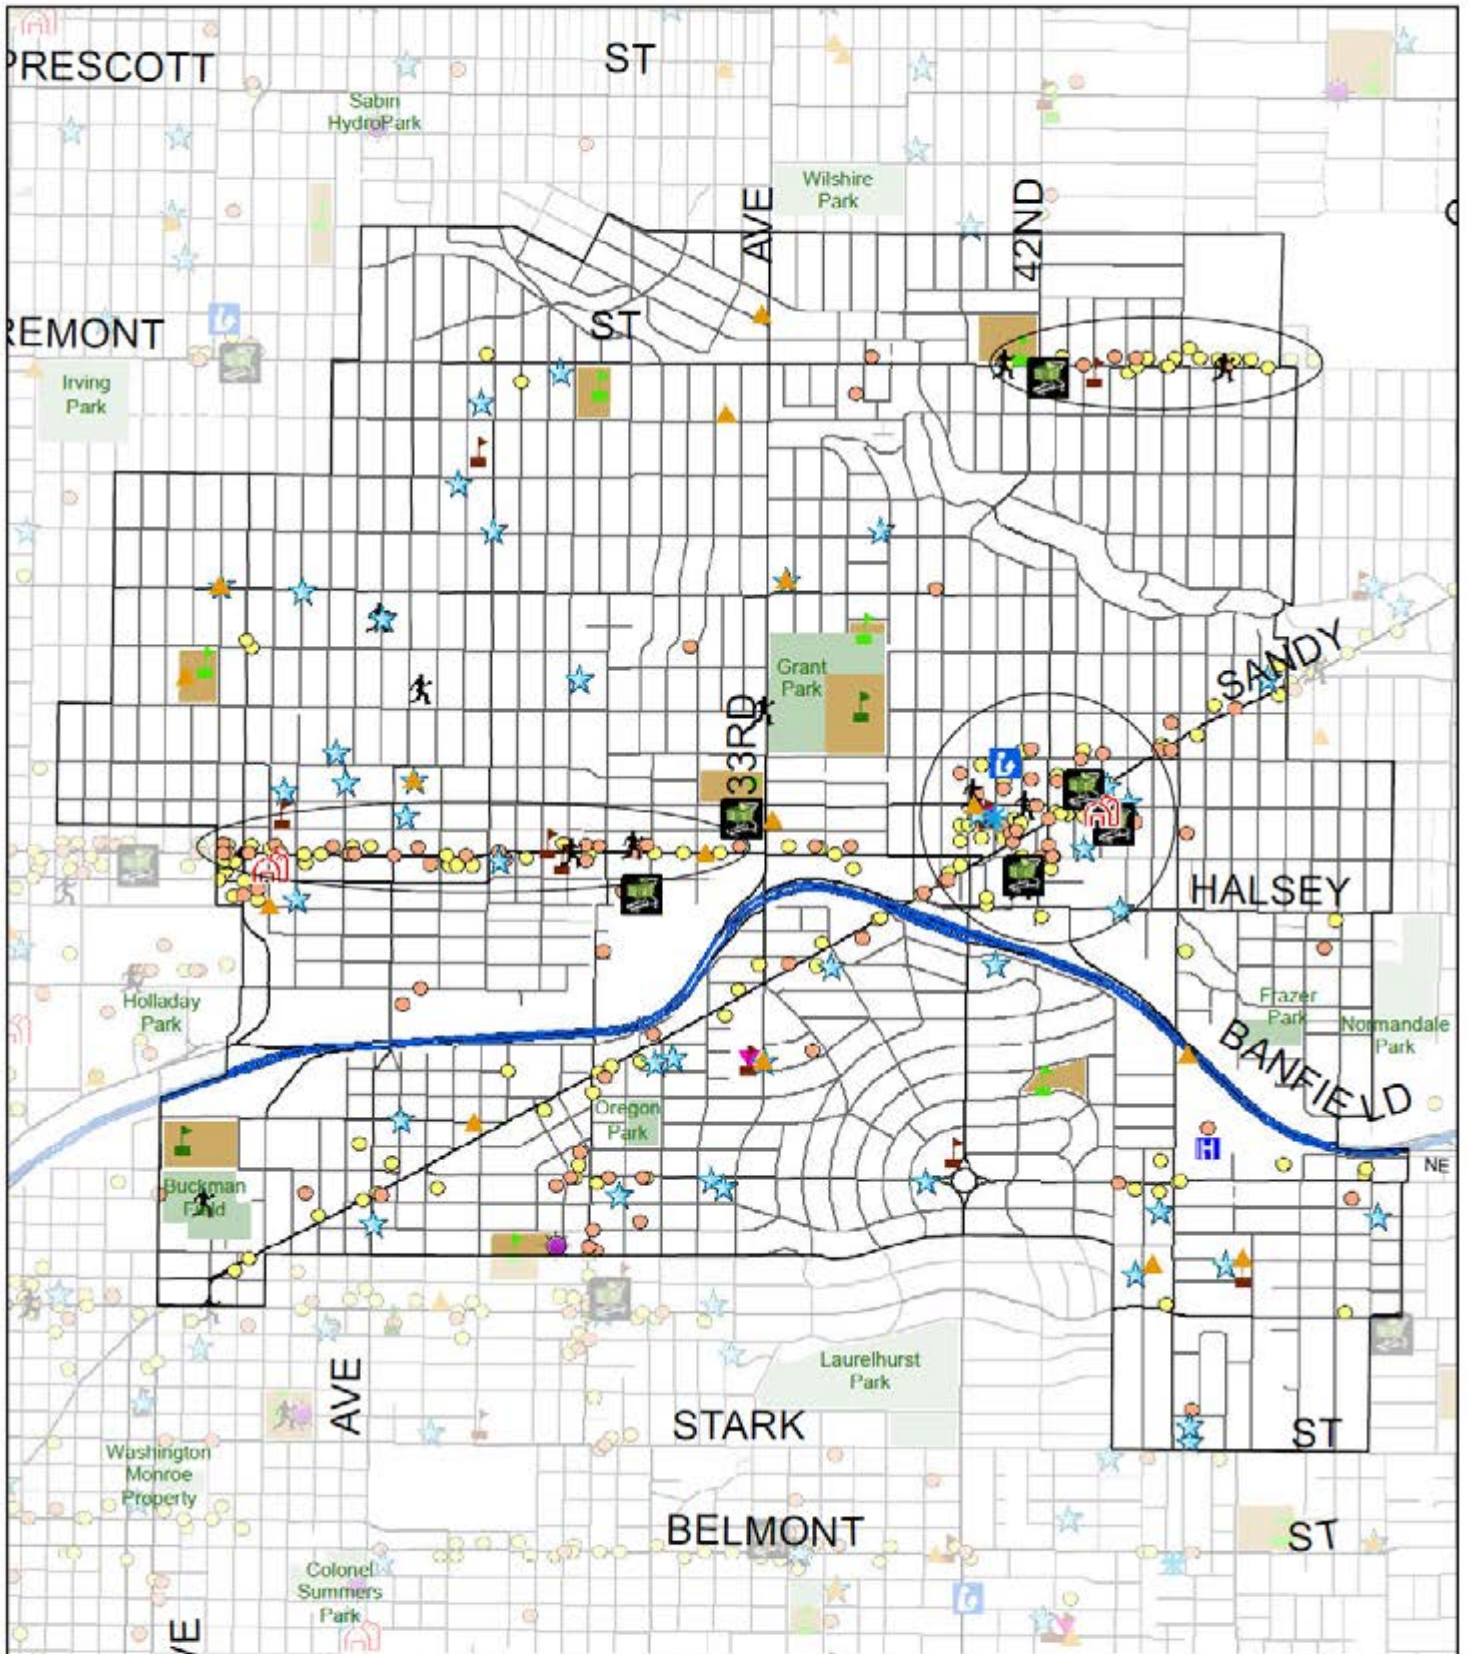 PRESCOTT
ST
Sabin
HydroPark
Wilshire
Park
AVE
42ND
REMONT
ST
Irving
Park
SANDY
Grant
Park
33RD
HALSEY
Holladay
Park
Frazer
Park
Normandale
Park
BANFIELD
Oregon
Park
H
NE
Buckman
Field
Laurelhurst
Park
AVE
STARK
ST
Washington
Monroe
Property
BELMONT
ST
Colonel
Summers
Park
VE